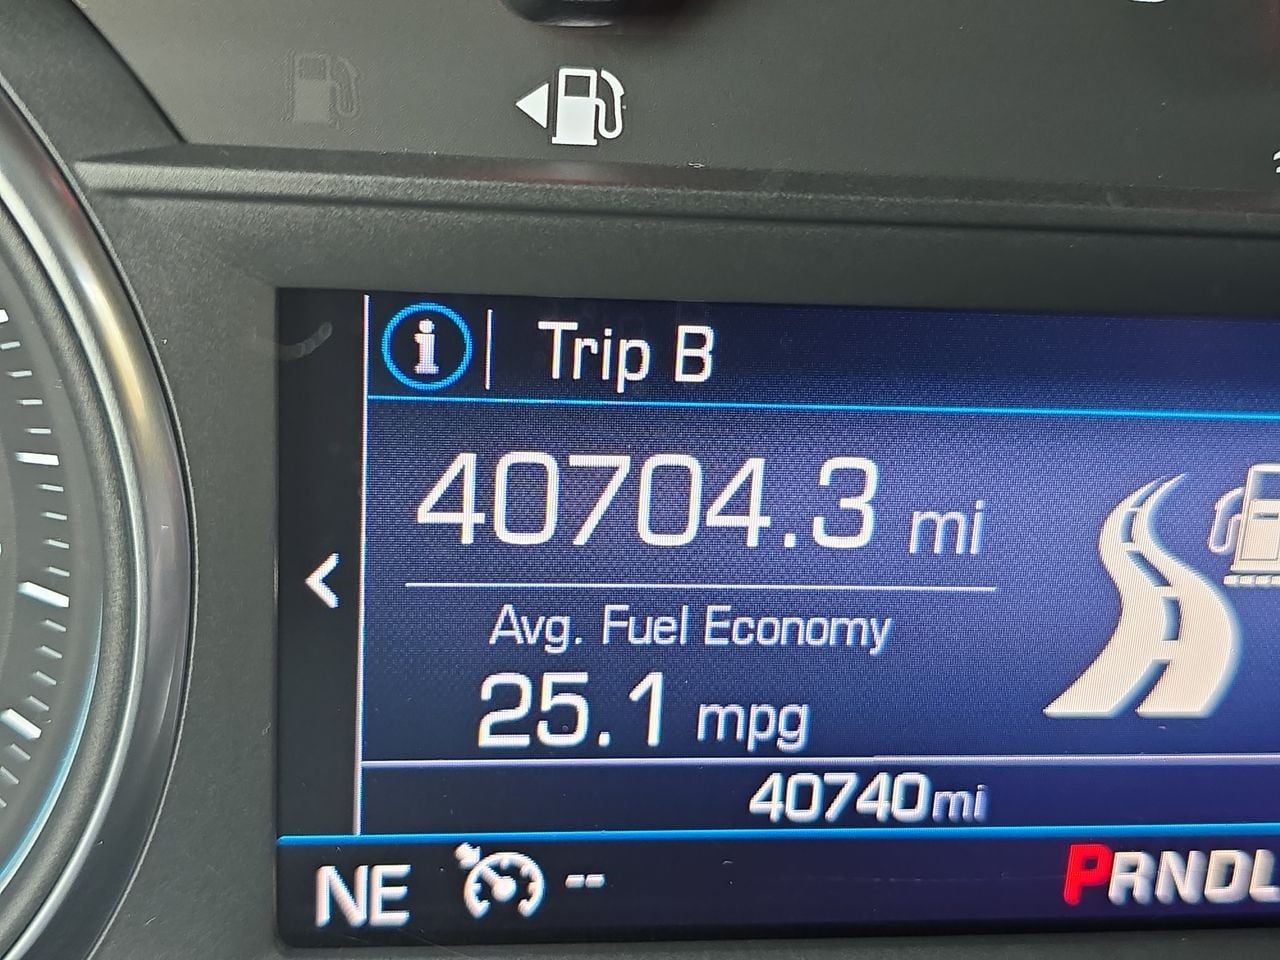 i Trip B
40704.3 mi
Avg. Fuel Economy
25.1 mpg
40740mi
NE --
PRNDL